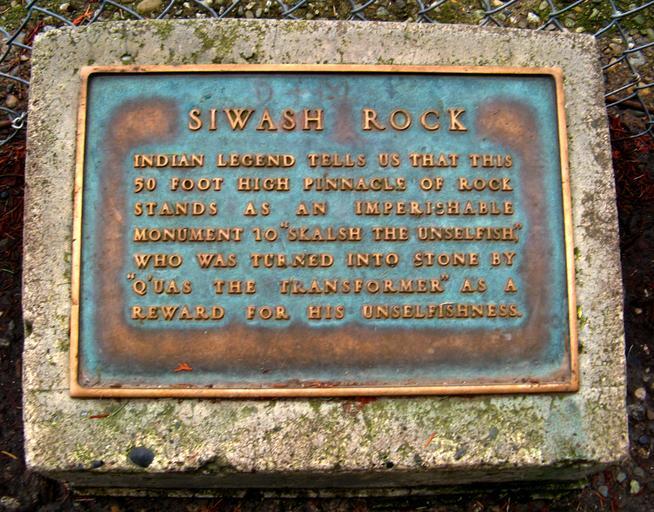 SIWASH ROCK
INDIAN LEGEND TELLS US THAT THIS
50 FOOT HIGH PINNACLE OF ROCK
STANDS AS AN IMPERISHABLE
MONUMENT TO "SKALSH THE UNSELFISH,"
WHO WAS TURNED INTO STONE BY
"Q'UAS THE TRANSFORMER" AS A
REWARD FOR HIS UNSELFISHNESS.